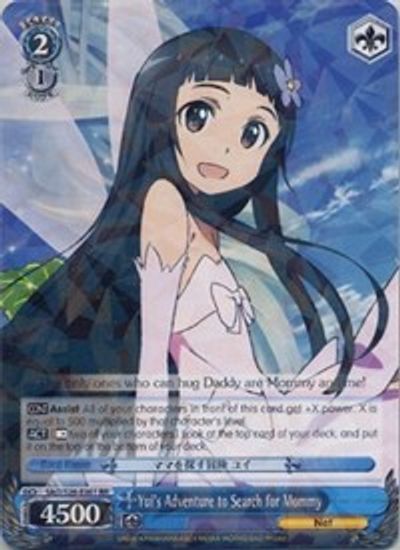 2
1
The only ones who can hug Daddy are Mommy and me!
CONT Assist All of your characters in front of this card get +X power. X is
equal to 500 multiplied by that character's level.
ACT two of your characters] Look at the top card of your deck, and put
it on the top or bottom of your deck.
ママを探す冒険 ユイ
4500
Yui's Adventure to Search for Mommy
Net